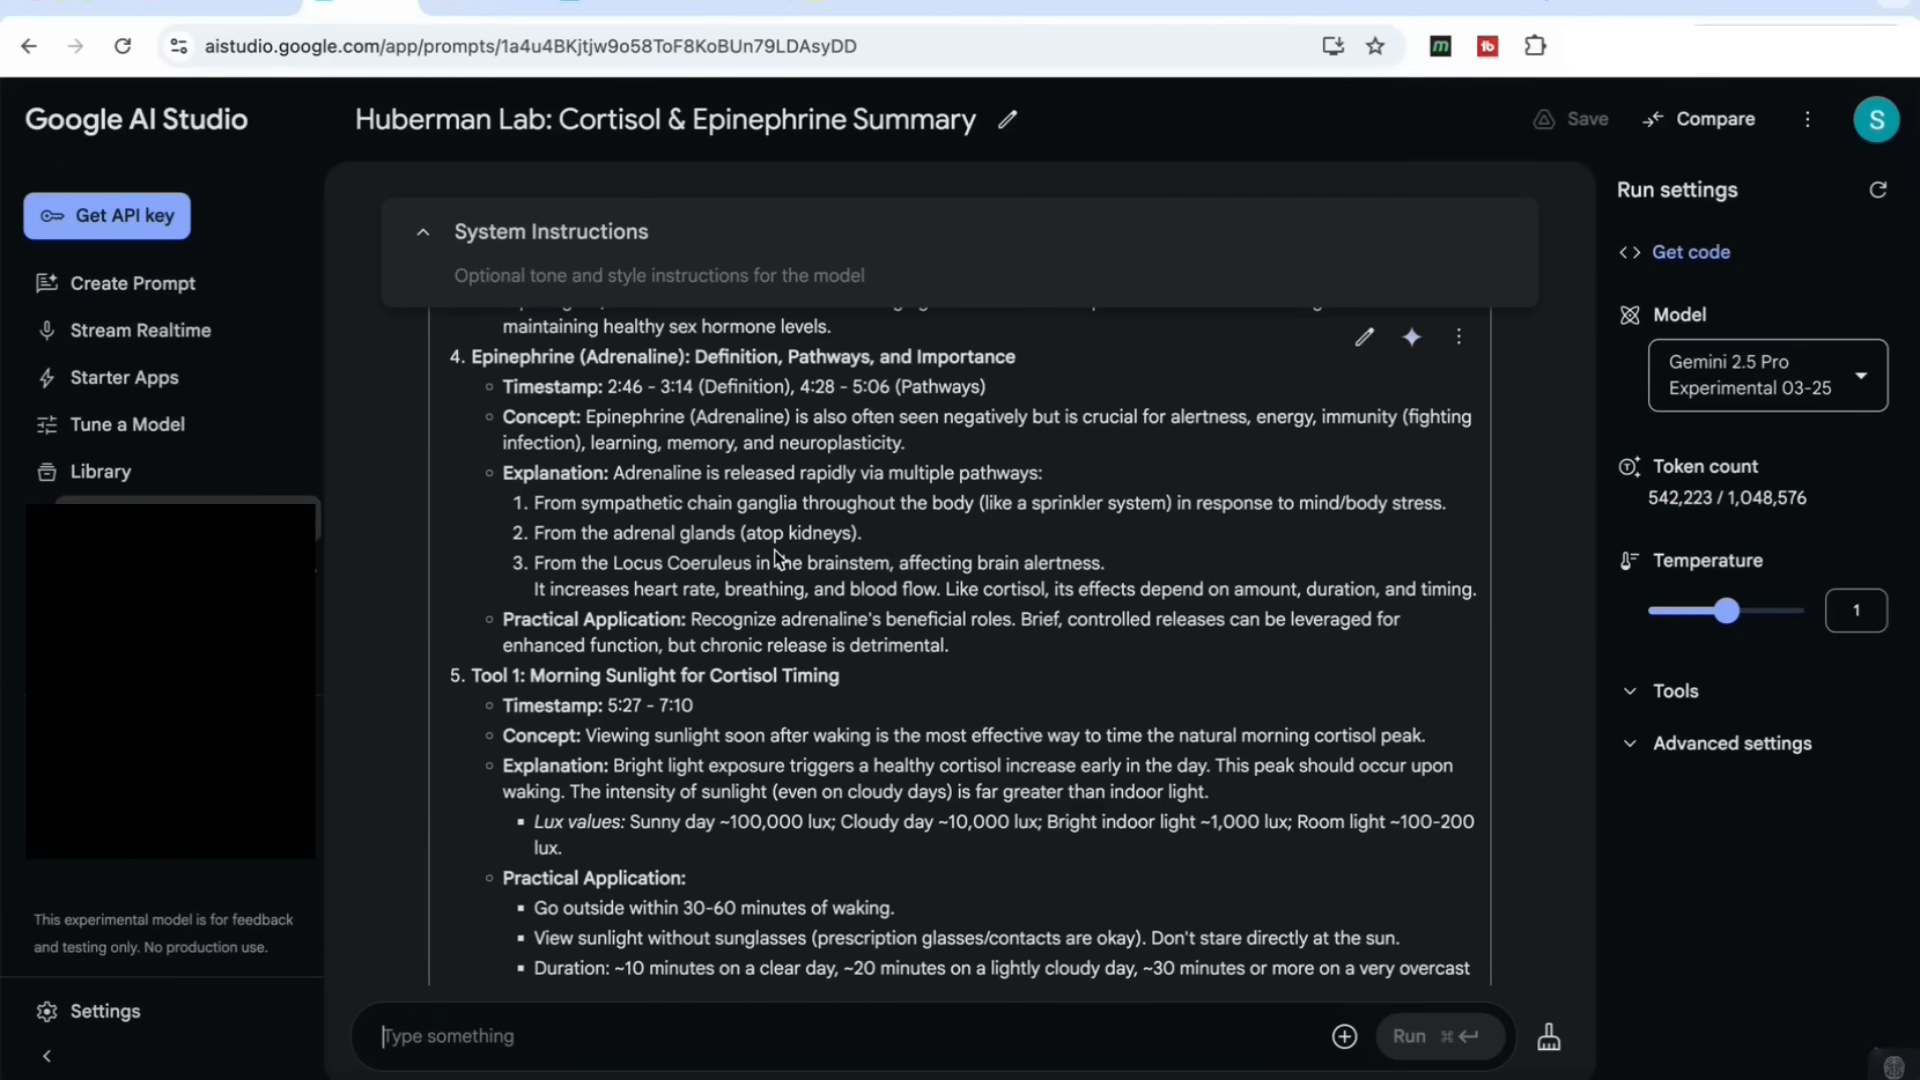 aistudio.google.com/app/prompts/1a4u4BKjtjw9o58ToF8KoBUn79LDAsyDD
Google AI Studio
Huberman Lab: Cortisol & Epinephrine Summary
Save
Compare
S
Get API key
Create Prompt
Stream Realtime
Starter Apps
Tune a Model
Library
This experimental model is for feedback
and testing only. No production use.
Settings
System Instructions
Optional tone and style instructions for the model
maintaining healthy sex hormone levels.
4. Epinephrine (Adrenaline): Definition, Pathways, and Importance
Timestamp: 2:46 - 3:14 (Definition), 4:28 - 5:06 (Pathways)
Concept: Epinephrine (Adrenaline) is also often seen negatively but is crucial for alertness, energy, immunity (fighting
infection), learning, memory, and neuroplasticity.
Explanation: Adrenaline is released rapidly via multiple pathways:
1. From sympathetic chain ganglia throughout the body (like a sprinkler system) in response to mind/body stress.
2. From the adrenal glands (atop kidneys).
3. From the Locus Coeruleus in the brainstem, affecting brain alertness.
It increases heart rate, breathing, and blood flow. Like cortisol, its effects depend on amount, duration, and timing.
Practical Application: Recognize adrenaline's beneficial roles. Brief, controlled releases can be leveraged for
enhanced function, but chronic release is detrimental.
5. Tool 1: Morning Sunlight for Cortisol Timing
Timestamp: 5:27 - 7:10
Concept: Viewing sunlight soon after waking is the most effective way to time the natural morning cortisol peak.
Explanation: Bright light exposure triggers a healthy cortisol increase early in the day. This peak should occur upon
waking. The intensity of sunlight (even on cloudy days) is far greater than indoor light.
Lux values: Sunny day ~100,000 lux; Cloudy day ~10,000 lux; Bright indoor light ~1,000 lux; Room light ~100-200
lux.
Practical Application:
Go outside within 30-60 minutes of waking.
View sunlight without sunglasses (prescription glasses/contacts are okay). Don't stare directly at the sun.
Duration: ~10 minutes on a clear day, ~20 minutes on a lightly cloudy day, ~30 minutes or more on a very overcast
Type something
Run ⌘ ↵
Run settings
<> Get code
Model
Gemini 2.5 Pro
Experimental 03-25
Token count
542,223 / 1,048,576
Temperature
1
Tools
Advanced settings